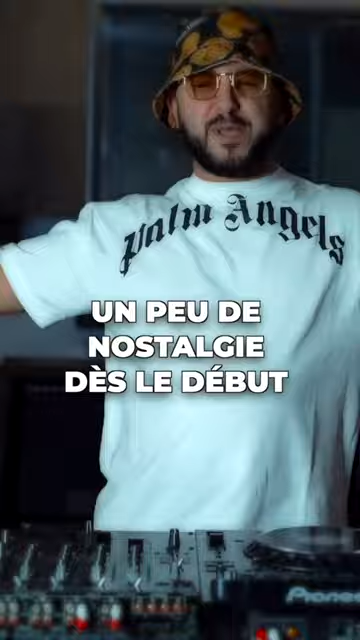 Palm Angels
UN PEU DE
NOSTALGIE
DÈS LE DÉBUT
Pioneer